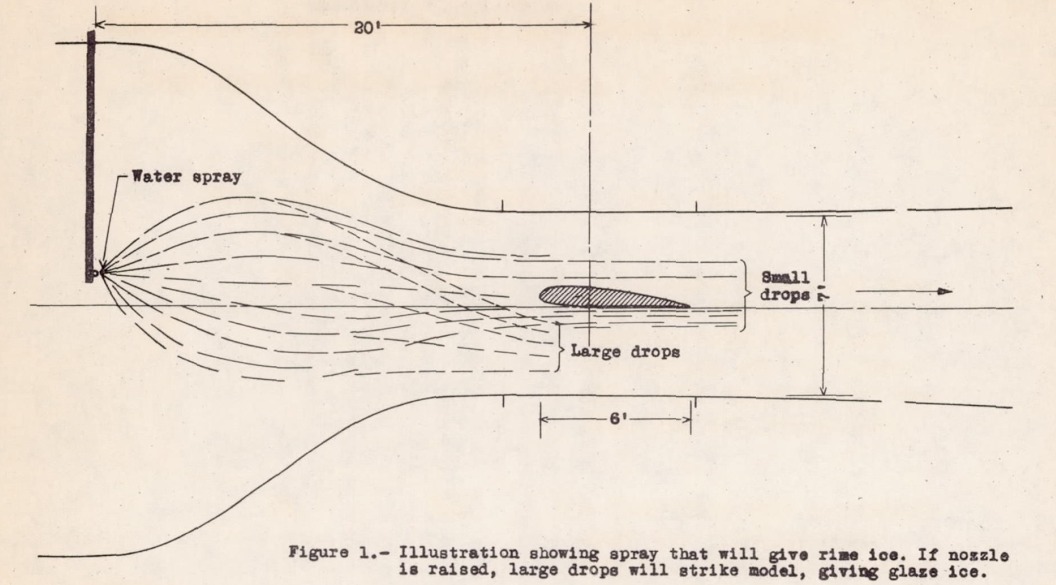 20'
Water spray
Small
drops
7'
Large drops
6'
Figure 1.- Illustration showing spray that will give rime ice. If nozzle
is raised, large drops will strike model, giving glaze ice.